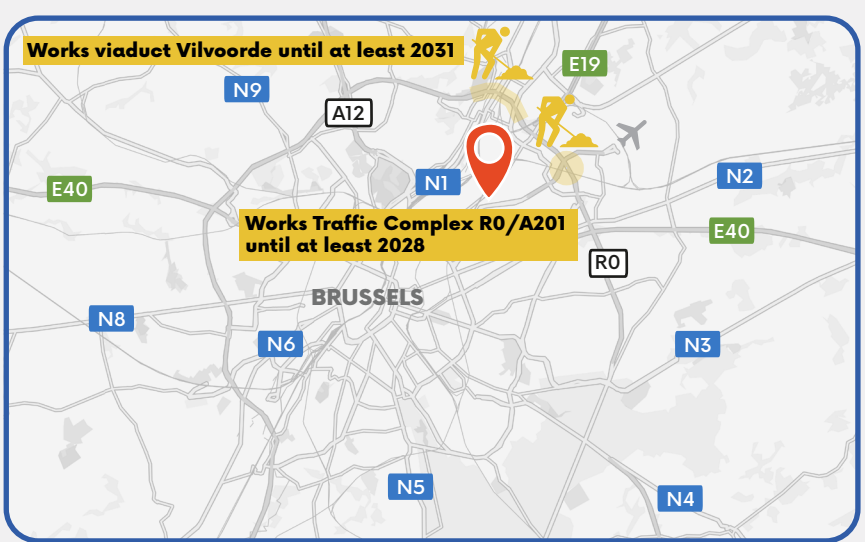 Works viaduct Vilvoorde until at least 2031
E19
N9
A12
N1
N2
E40
Works Traffic Complex R0/A201
until at least 2028
E40
R0
BRUSSELS
N8
N6
N3
N5
N4